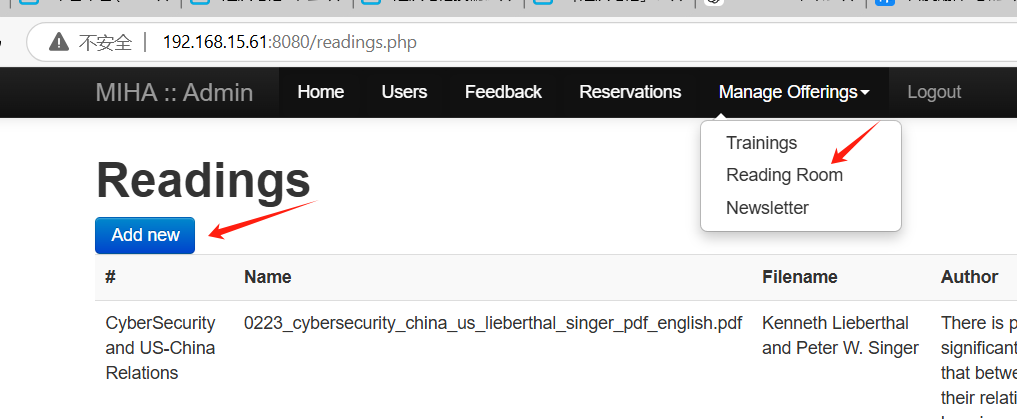 不安全 192.168.15.61:8080/readings.php
MIHA :: Admin Home Users Feedback Reservations Manage Offerings Logout
Trainings
Reading Room
Newsletter
Readings
Add new
# Name Filename Author
CyberSecurity 0223_cybersecurity_china_us_lieberthal_singer_pdf_english.pdf Kenneth Lieberthal There is p
and US-China and Peter W. Singer significant
Relations that betwe
their relati